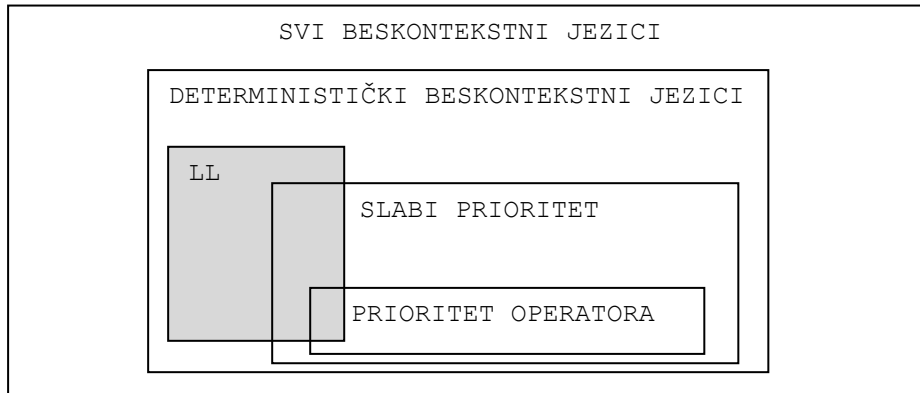 SVI BESKONTEKSTNI JEZICI
DETERMINISTIČKI BESKONTEKSTNI JEZICI
LL
SLABI PRIORITET
PRIORITET OPERATORA